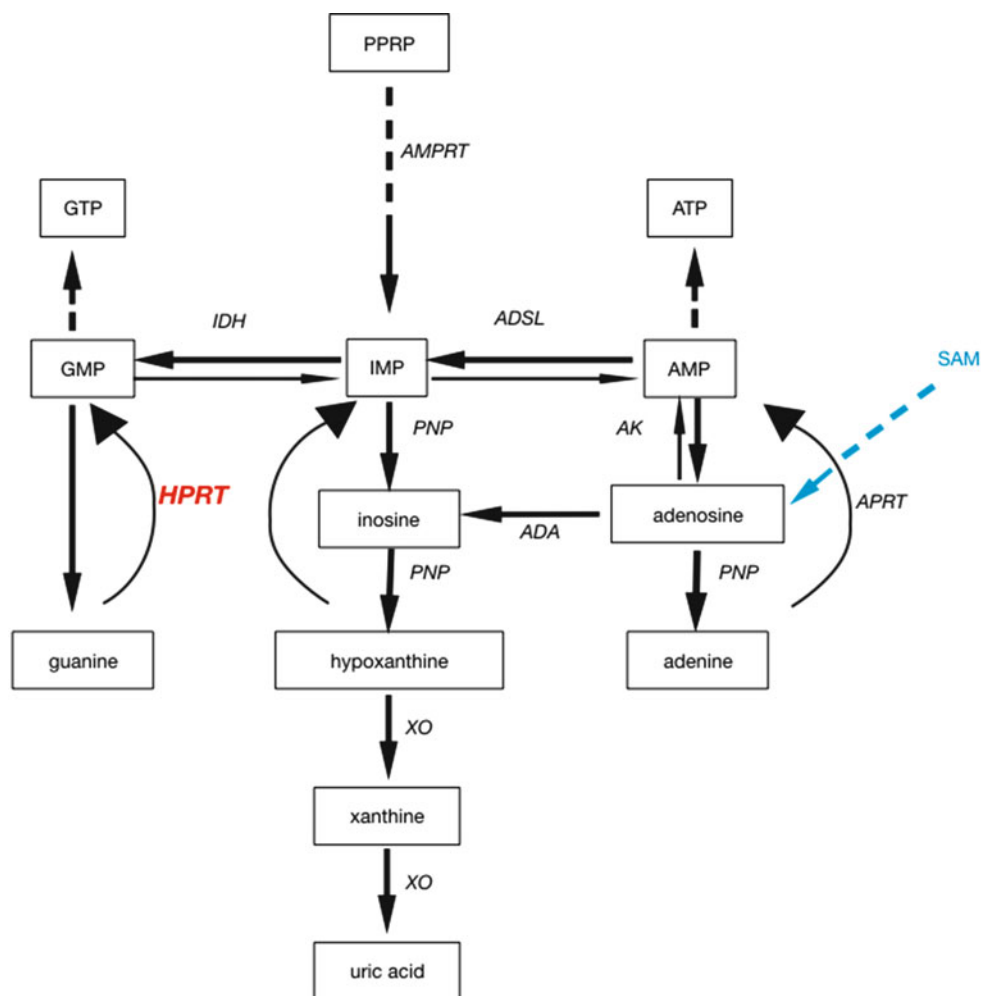 PPRP
AMPRT
GTP
ATP
IDH
ADSL
GMP
IMP
AMP
SAM
PNP
AK
HPRT
inosine
adenosine
APRT
ADA
PNP
PNP
guanine
hypoxanthine
adenine
XO
xanthine
XO
uric acid